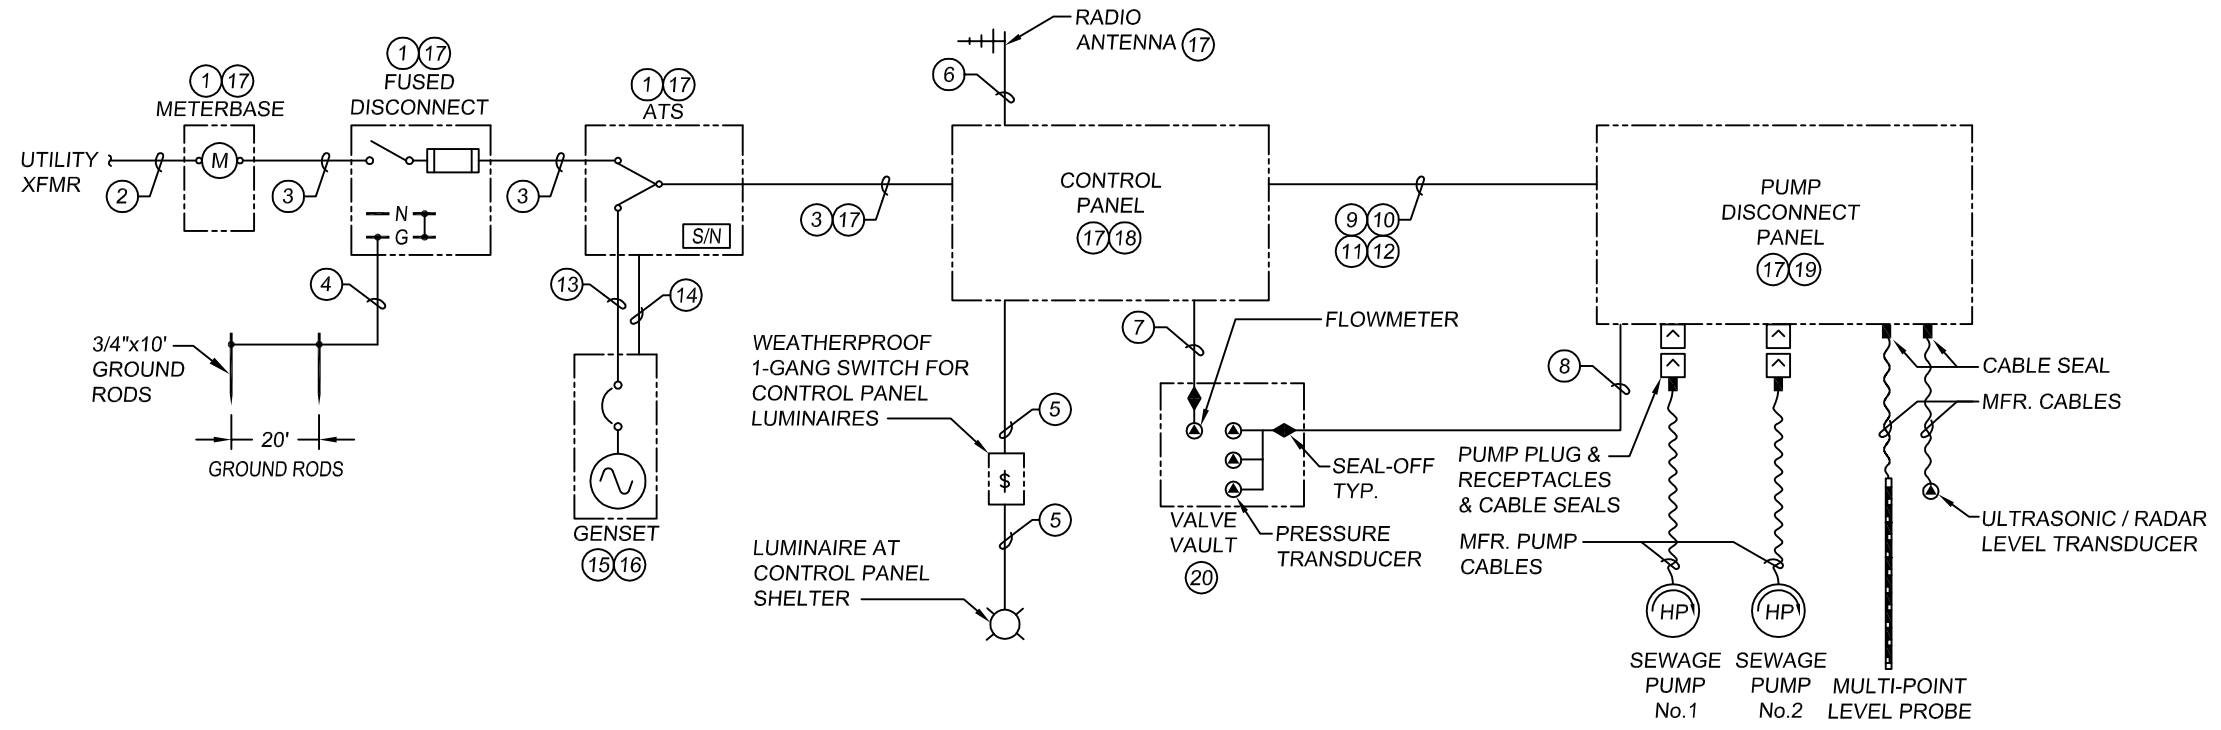 UTILITY
XFMR
2
1 17
METERBASE
M
3
1 17
FUSED
DISCONNECT
N
G
4
3/4"x10'
GROUND
RODS
20'
GROUND RODS
3
1 17
ATS
S/N
13
14
GENSET
15 16
3 17
RADIO
ANTENNA 17
6
CONTROL
PANEL
17 18
WEATHERPROOF
1-GANG SWITCH FOR
CONTROL PANEL
LUMINAIRES
5
$
5
LUMINAIRE AT
CONTROL PANEL
SHELTER
7
FLOWMETER
SEAL-OFF
TYP.
PRESSURE
TRANSDUCER
VALVE
VAULT
20
9 10
11 12
8
PUMP
DISCONNECT
PANEL
17 19
PUMP PLUG &
RECEPTACLES
& CABLE SEALS
MFR. PUMP
CABLES
HP
HP
SEWAGE
PUMP
No.1
SEWAGE
PUMP
No.2
CABLE SEAL
MFR. CABLES
ULTRASONIC / RADAR
LEVEL TRANSDUCER
MULTI-POINT
LEVEL PROBE